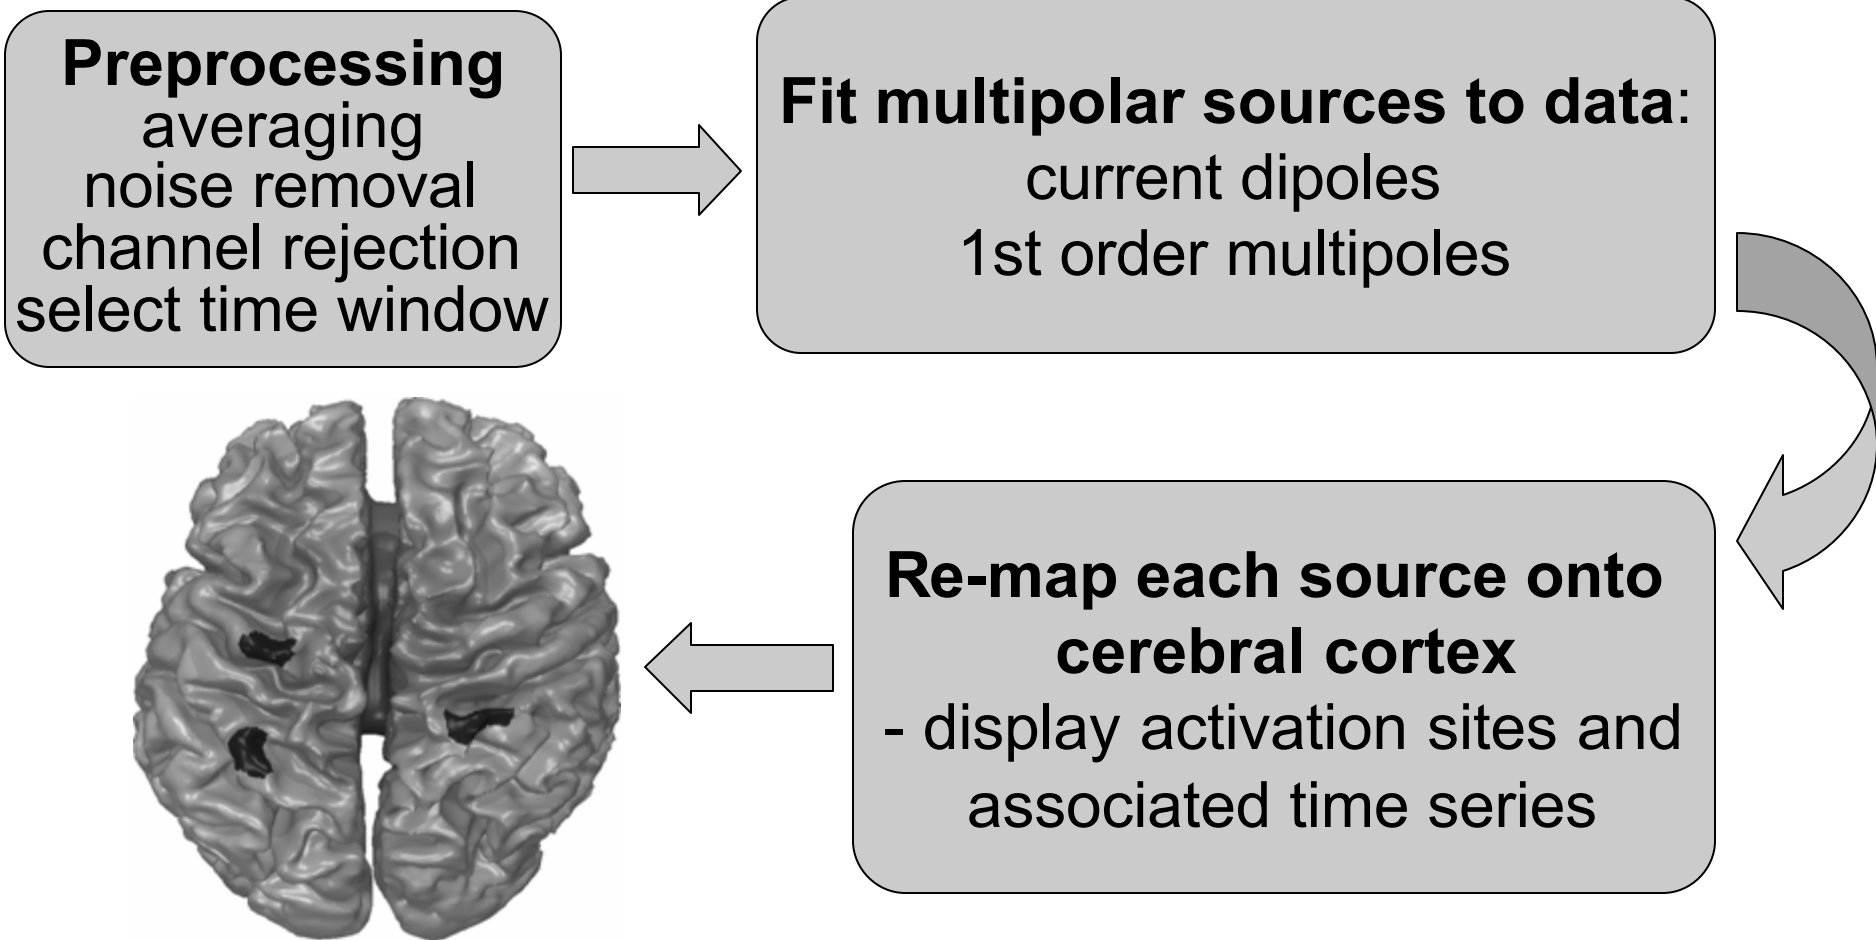 Preprocessing
averaging
noise removal
channel rejection
select time window
Fit multipolar sources to data:
current dipoles
1st order multipoles
Re-map each source onto
cerebral cortex
- display activation sites and
associated time series